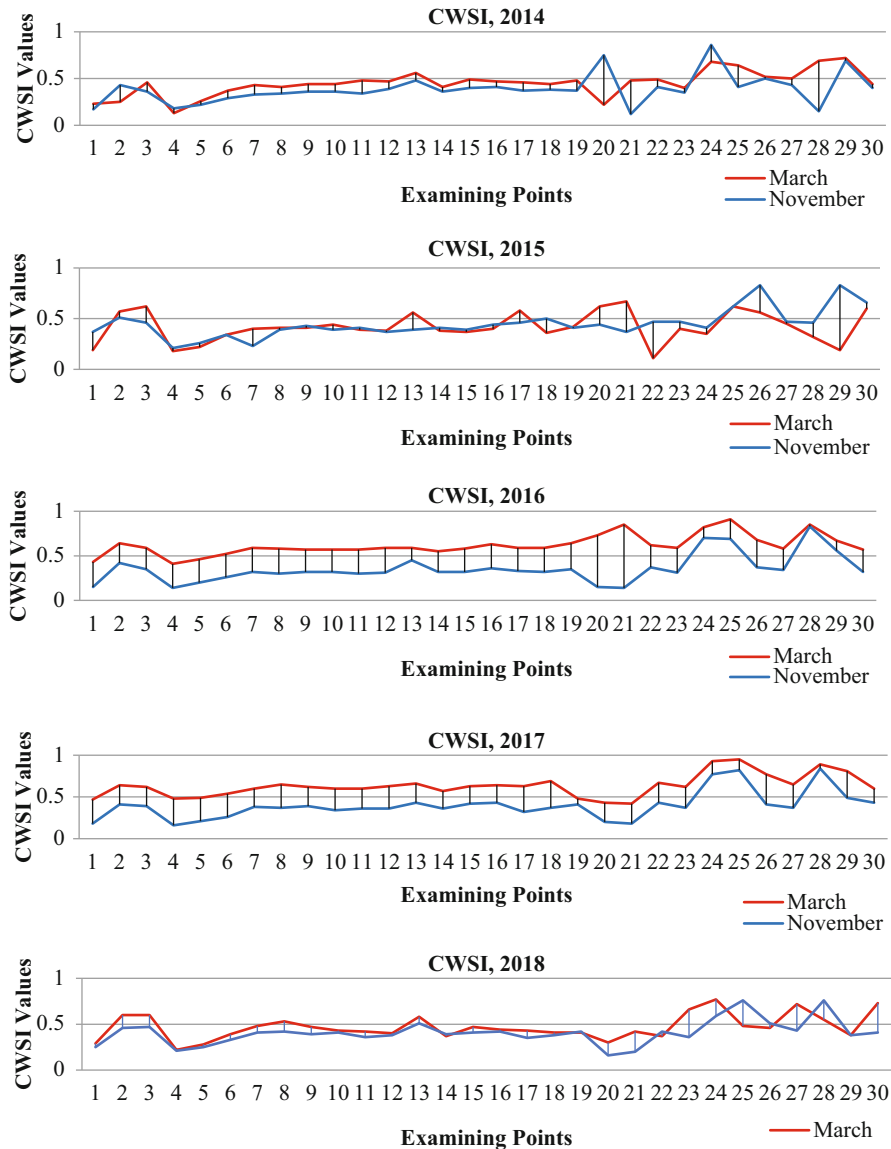 CWSI, 2014
CWSI Values
1
0.5
0
1 2 3 4 5 6 7 8 9 10 11 12 13 14 15 16 17 18 19 20 21 22 23 24 25 26 27 28 29 30
Examining Points
March
November
CWSI, 2015
CWSI Values
1
0.5
0
1 2 3 4 5 6 7 8 9 10 11 12 13 14 15 16 17 18 19 20 21 22 23 24 25 26 27 28 29 30
Examining Points
March
November
CWSI, 2016
CWSI Values
1
0.5
0
1 2 3 4 5 6 7 8 9 10 11 12 13 14 15 16 17 18 19 20 21 22 23 24 25 26 27 28 29 30
Examining Points
March
November
CWSI, 2017
CWSI Values
1
0.5
0
1 2 3 4 5 6 7 8 9 10 11 12 13 14 15 16 17 18 19 20 21 22 23 24 25 26 27 28 29 30
Examining Points
March
November
CWSI, 2018
CWSI Values
1
0.5
0
1 2 3 4 5 6 7 8 9 10 11 12 13 14 15 16 17 18 19 20 21 22 23 24 25 26 27 28 29 30
Examining Points
March